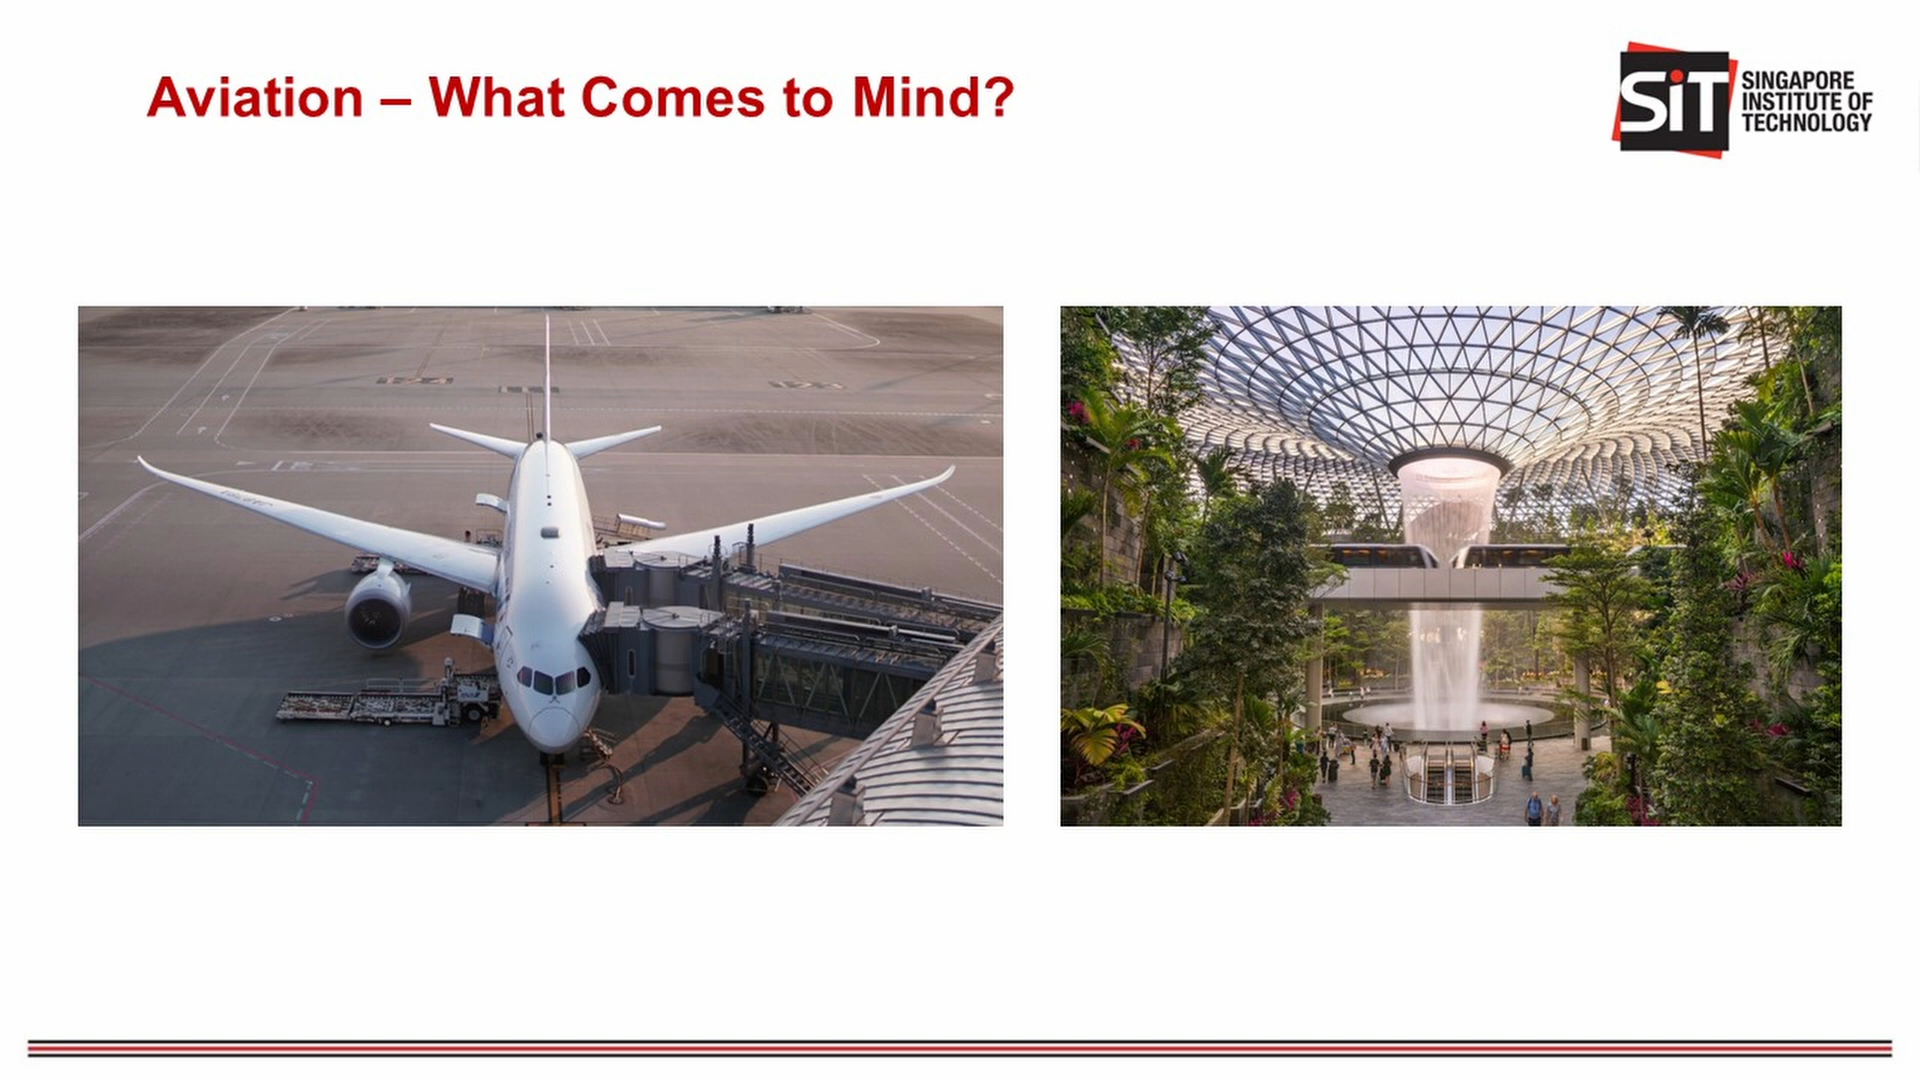 Aviation – What Comes to Mind?
SiT
SINGAPORE
INSTITUTE OF
TECHNOLOGY